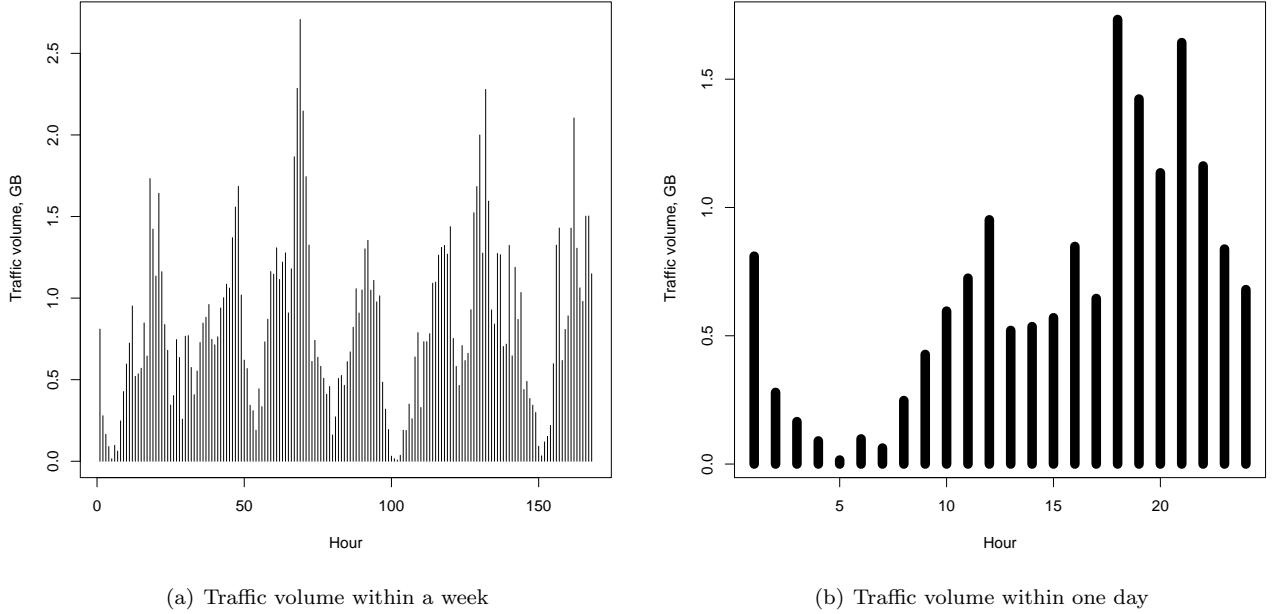 Traffic volume, GB
2.5
2.0
1.5
1.0
0.5
0.0
0 50 100 150
Hour
(a) Traffic volume within a week
Traffic volume, GB
1.5
1.0
0.5
0.0
5 10 15 20
Hour
(b) Traffic volume within one day